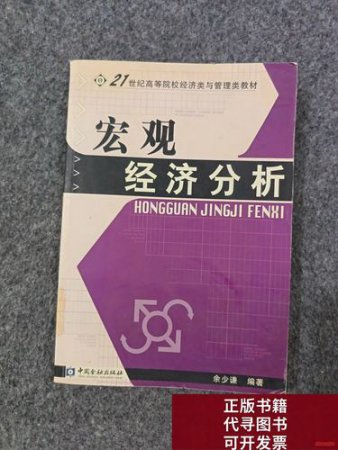 21世纪高等院校经济类与管理类教材
宏观
经济分析
HONGGUAN JINGJI FENXI
中国金融出版社
余少谦 编著
正版书籍
代寻图书
可开发票